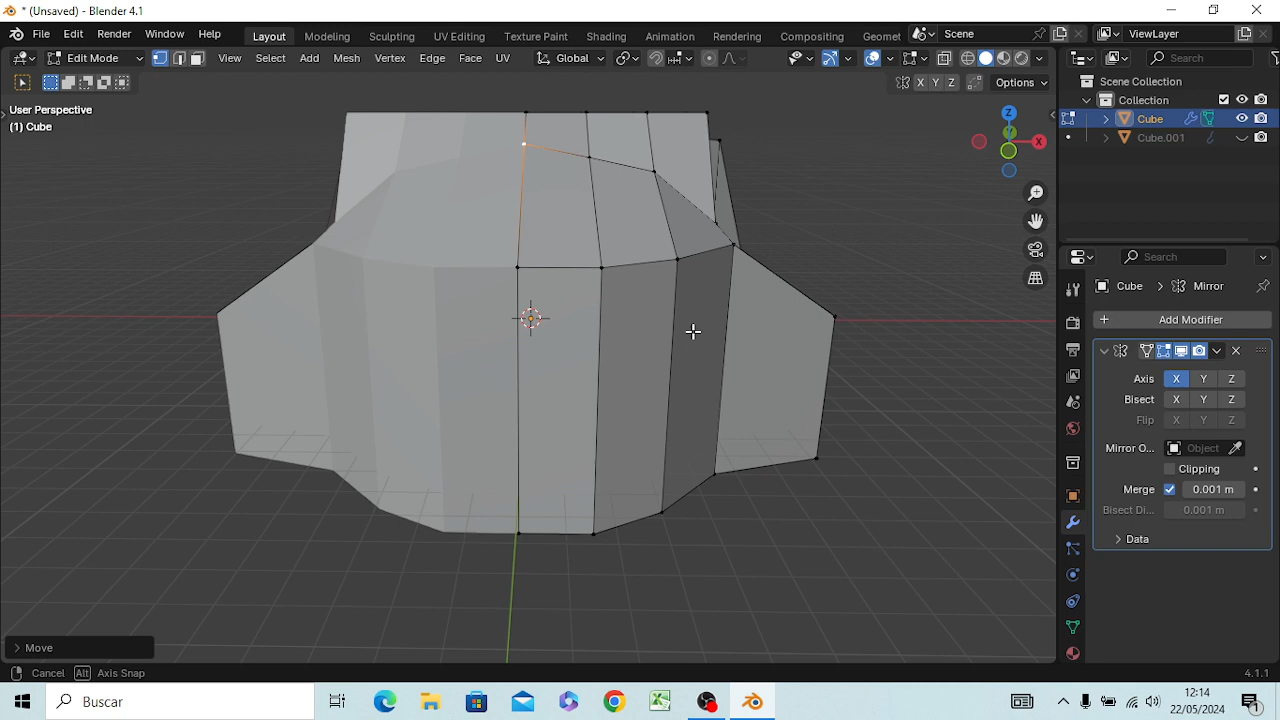 * (Unsaved) - Blender 4.1
File Edit Render Window Help Layout Modeling Sculpting UV Editing Texture Paint Shading Animation Rendering Compositing Geomet Scene ViewLayer
Edit Mode View Select Add Mesh Vertex Edge Face UV Global Search
X Y Z Options
User Perspective
(1) Cube
Z
X
Y
Scene Collection
Collection
Cube
Cube.001
Search
Cube > Mirror
+ Add Modifier
Axis X Y Z
Bisect X Y Z
Flip X Y Z
Mirror O... Object
Clipping
Merge 0.001 m
Bisect Di... 0.001 m
> Data
> Move
Cancel Alt Axis Snap 4.1.1
Buscar
12:14
22/05/2024
1